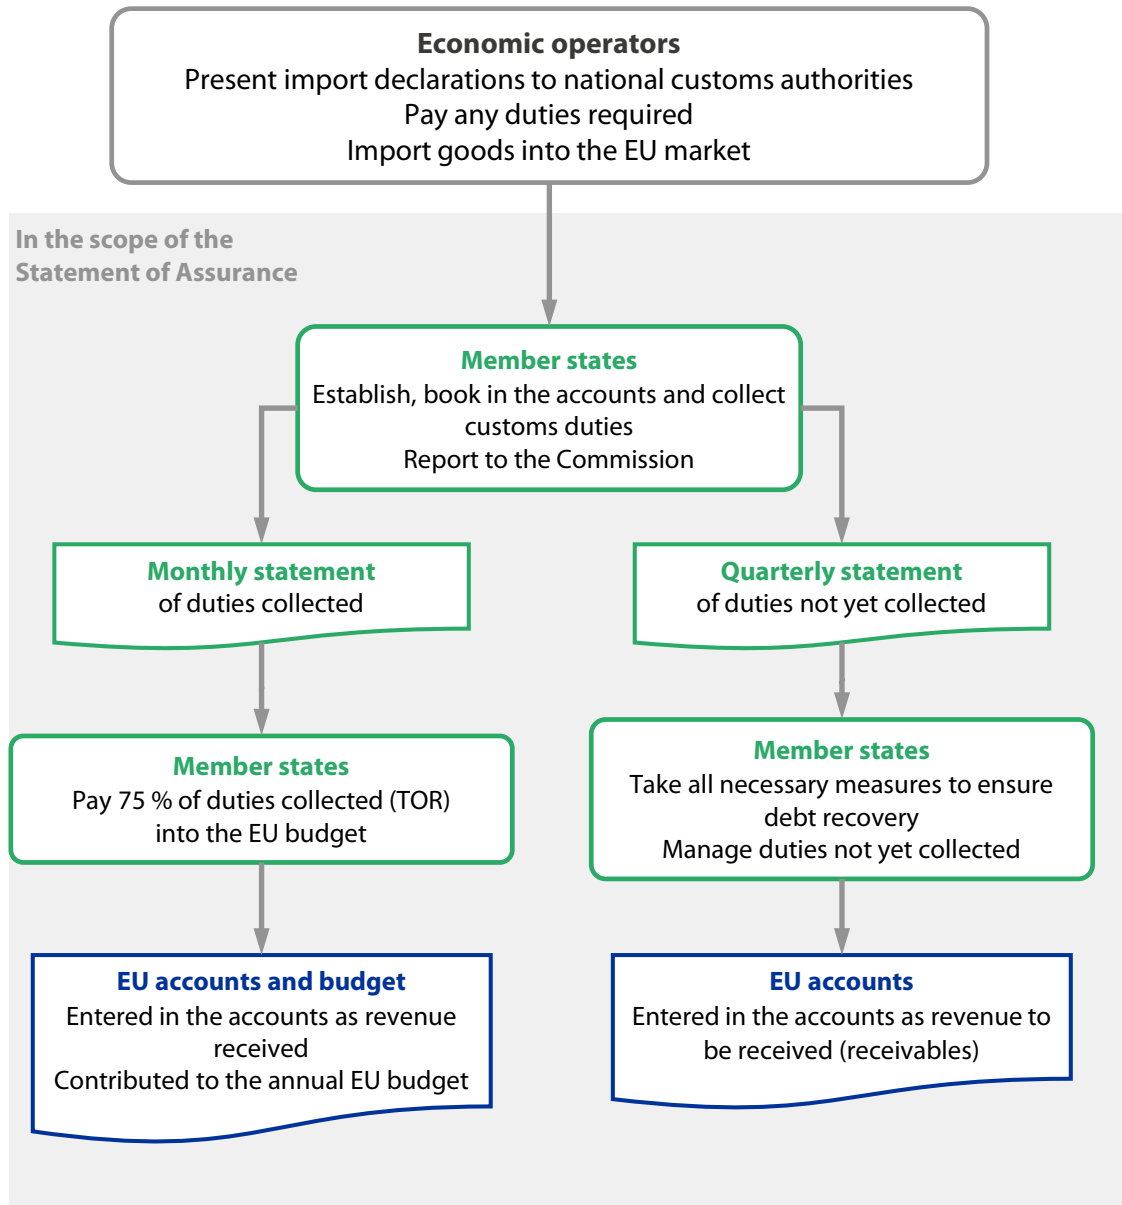 Economic operators
Present import declarations to national customs authorities
Pay any duties required
Import goods into the EU market
In the scope of the
Statement of Assurance
Member states
Establish, book in the accounts and collect
customs duties
Report to the Commission
Monthly statement
of duties collected
Quarterly statement
of duties not yet collected
Member states
Pay 75 % of duties collected (TOR)
into the EU budget
Member states
Take all necessary measures to ensure
debt recovery
Manage duties not yet collected
EU accounts and budget
Entered in the accounts as revenue
received
Contributed to the annual EU budget
EU accounts
Entered in the accounts as revenue to
be received (receivables)